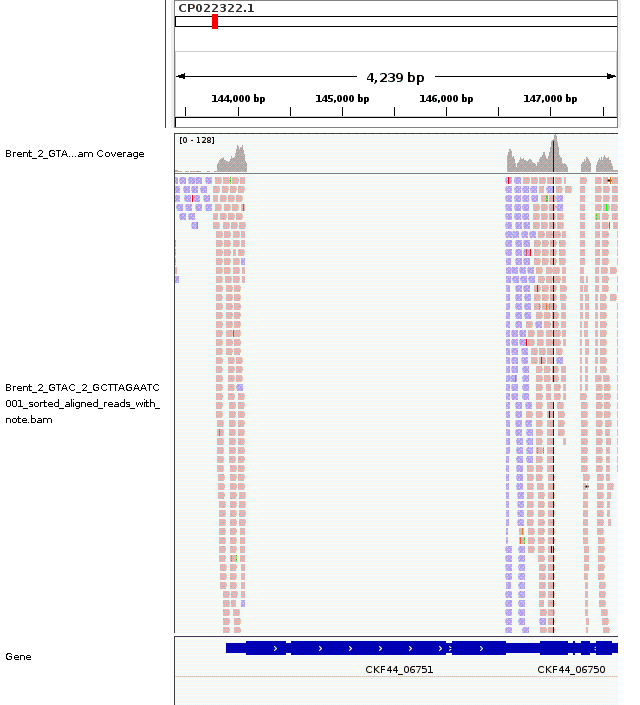 CP022322.1
4,239 bp
144,000 bp 145,000 bp 146,000 bp 147,000 bp
[0 - 128]
Brent_2_GTA...am Coverage
Brent_2_GTAC_2_GCTTAGAATC
001_sorted_aligned_reads_with_
note.bam
Gene
CKF44_06751 CKF44_06750